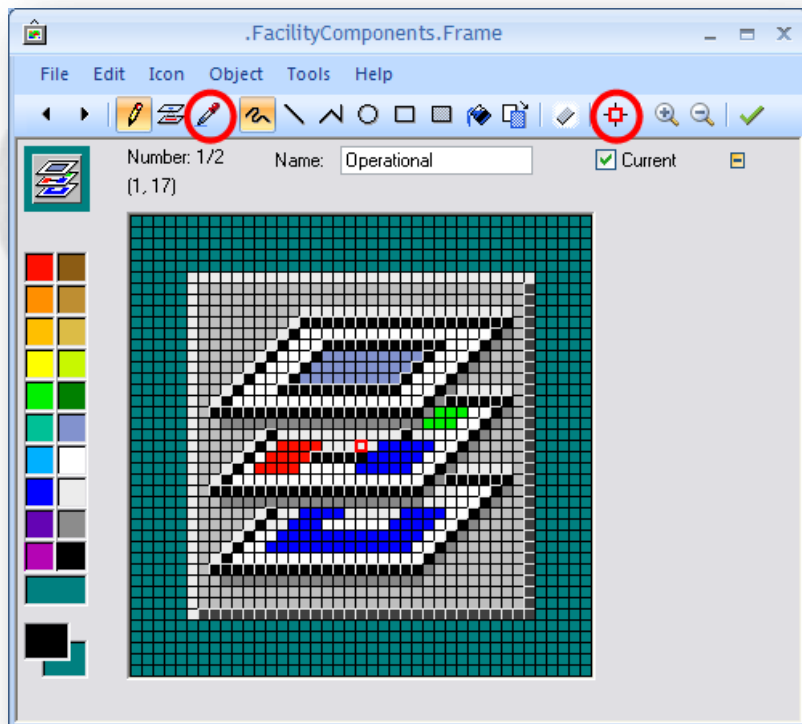 .FacilityComponents.Frame
File Edit Icon Object Tools Help
Number: 1/2 Name: Operational Current
(1, 17)